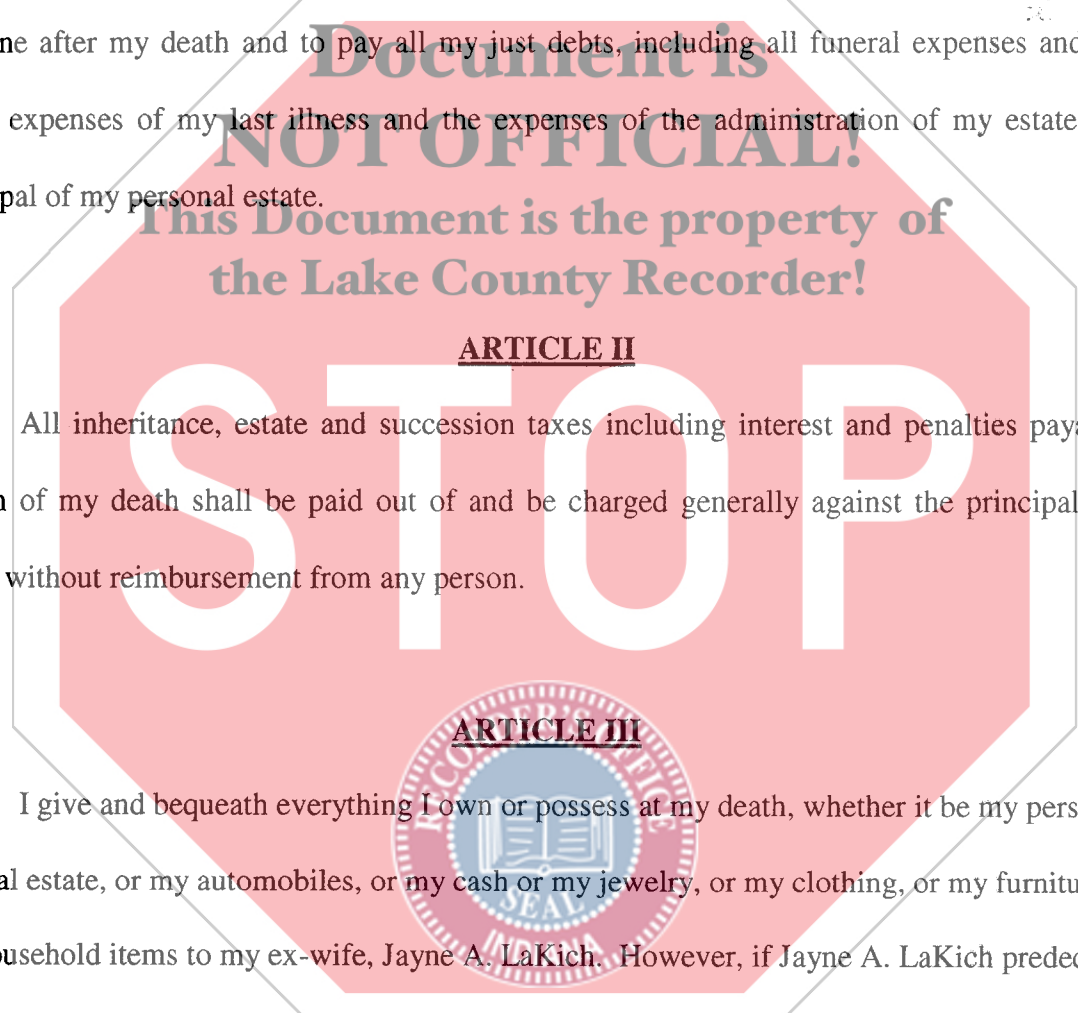 ne after my death and to pay all my just debts, including all funeral expenses and
Document is
expenses of my last illness and the expenses of the administration of my estate
NOT OFFICIAL!
pal of my personal estate.
This Document is the property of
the Lake County Recorder!
ARTICLE II
STOP
All inheritance, estate and succession taxes including interest and penalties pay
of my death shall be paid out of and be charged generally against the principal
without reimbursement from any person.
ARTICLE III
RECORDER'S OFFICE
I give and bequeath everything I own or possess at my death, whether it be my pers
al estate, or my automobiles, or my cash or my jewelry, or my clothing, or my furnitu
SEAL
INDIANA
usehold items to my ex-wife, Jayne A. LaKich. However, if Jayne A. LaKich prede